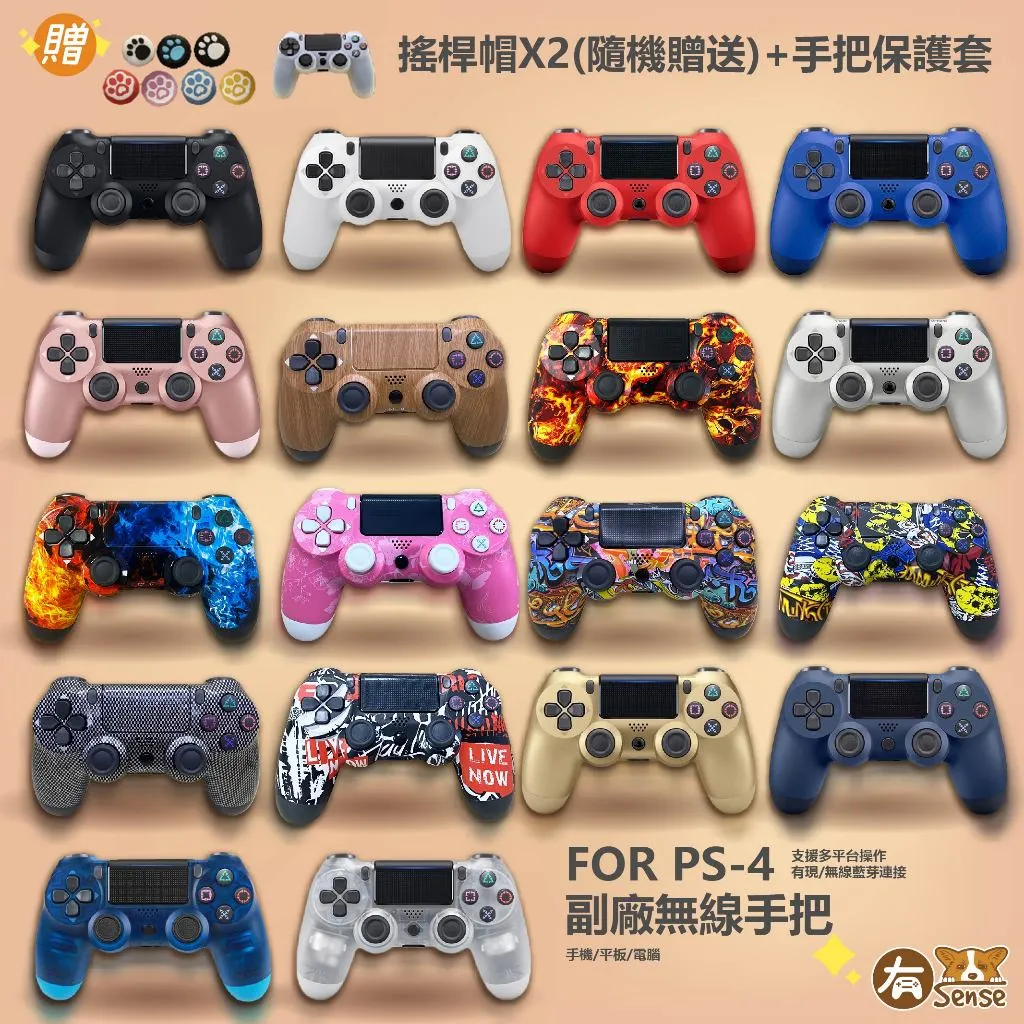 贈
搖桿帽X2(隨機贈送)+手把保護套
LIVE
NOW
FOR PS-4
支援多平台操作
有現/無線藍芽連接
副廠無線手把
手機/平板/電腦
有
Sense